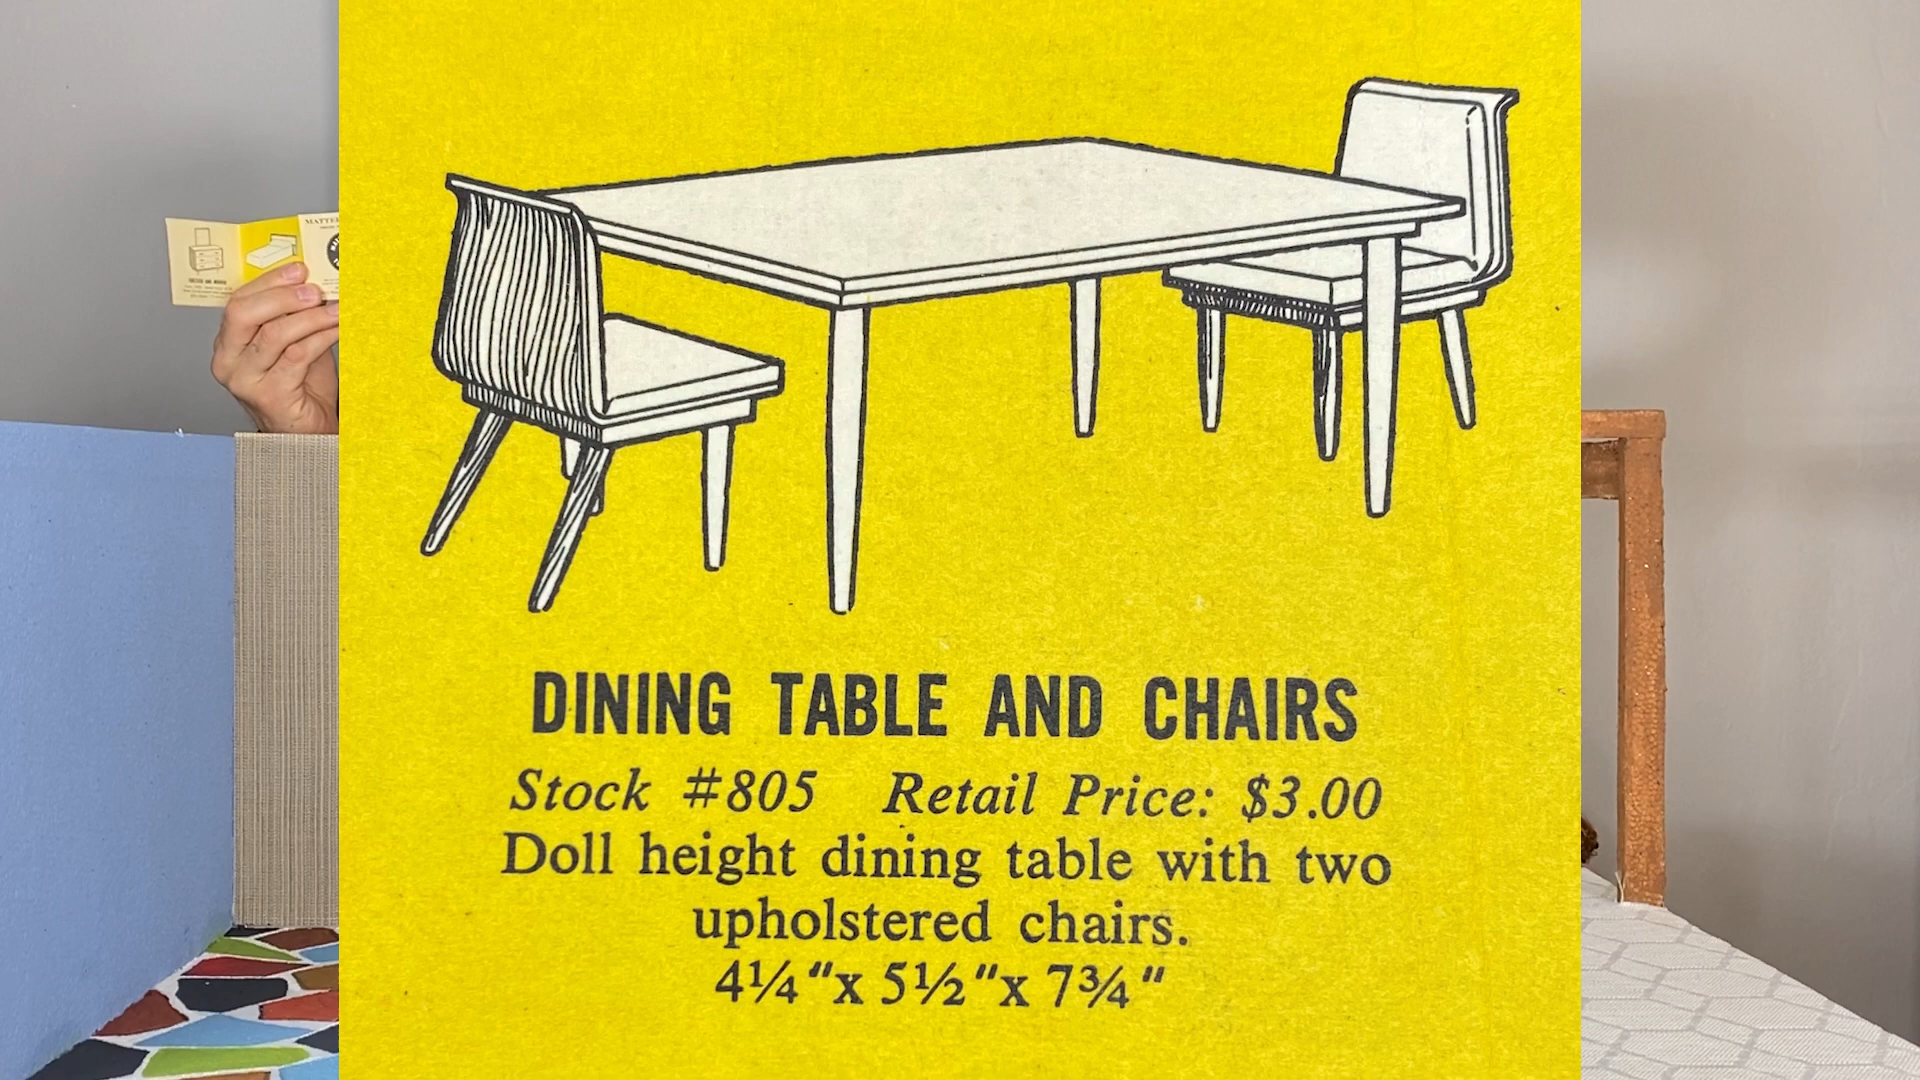 DINING TABLE AND CHAIRS
Stock #805 Retail Price: $3.00
Doll height dining table with two
upholstered chairs.
4¼"x 5½"x 7¾"
MATTE